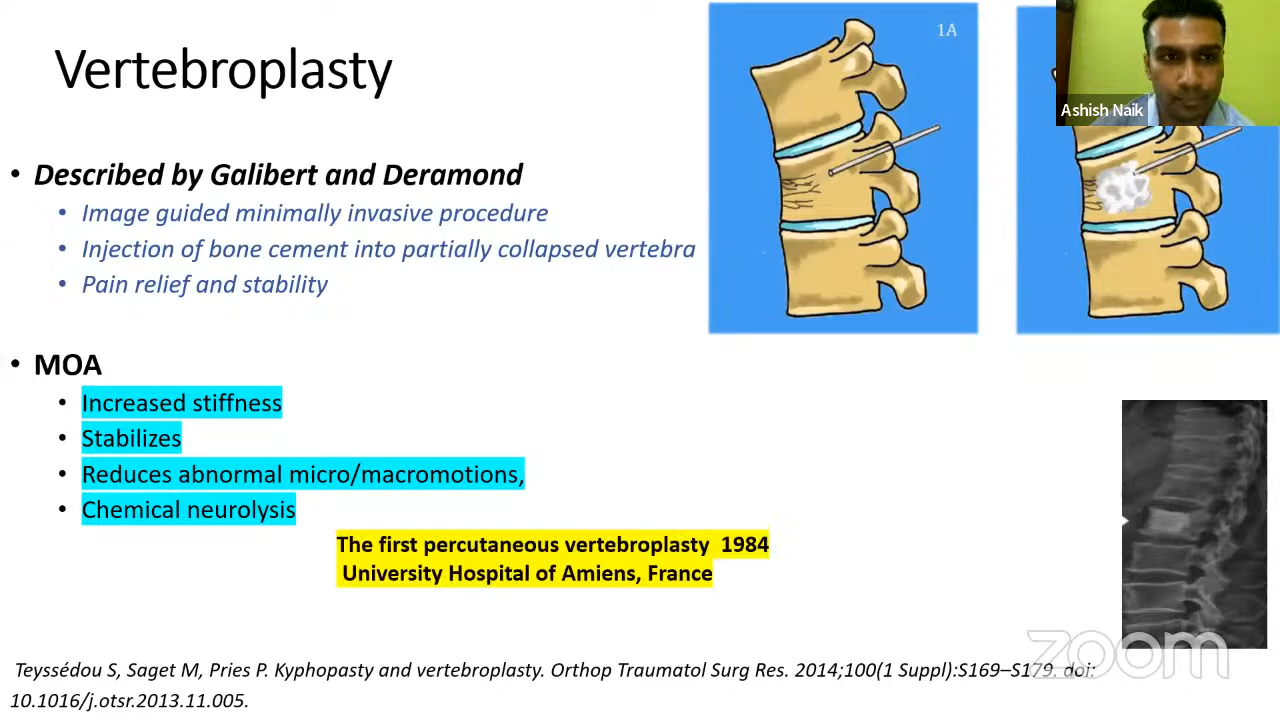 Vertebroplasty
1A
Ashish Naik
• Described by Galibert and Deramond
• Image guided minimally invasive procedure
• Injection of bone cement into partially collapsed vertebra
• Pain relief and stability
• MOA
• Increased stiffness
• Stabilizes
• Reduces abnormal micro/macromotions,
• Chemical neurolysis
The first percutaneous vertebroplasty 1984
University Hospital of Amiens, France
zoom
Teyssédou S, Saget M, Pries P. Kyphopasty and vertebroplasty. Orthop Traumatol Surg Res. 2014;100(1 Suppl):S169–S179. doi:
10.1016/j.otsr.2013.11.005.